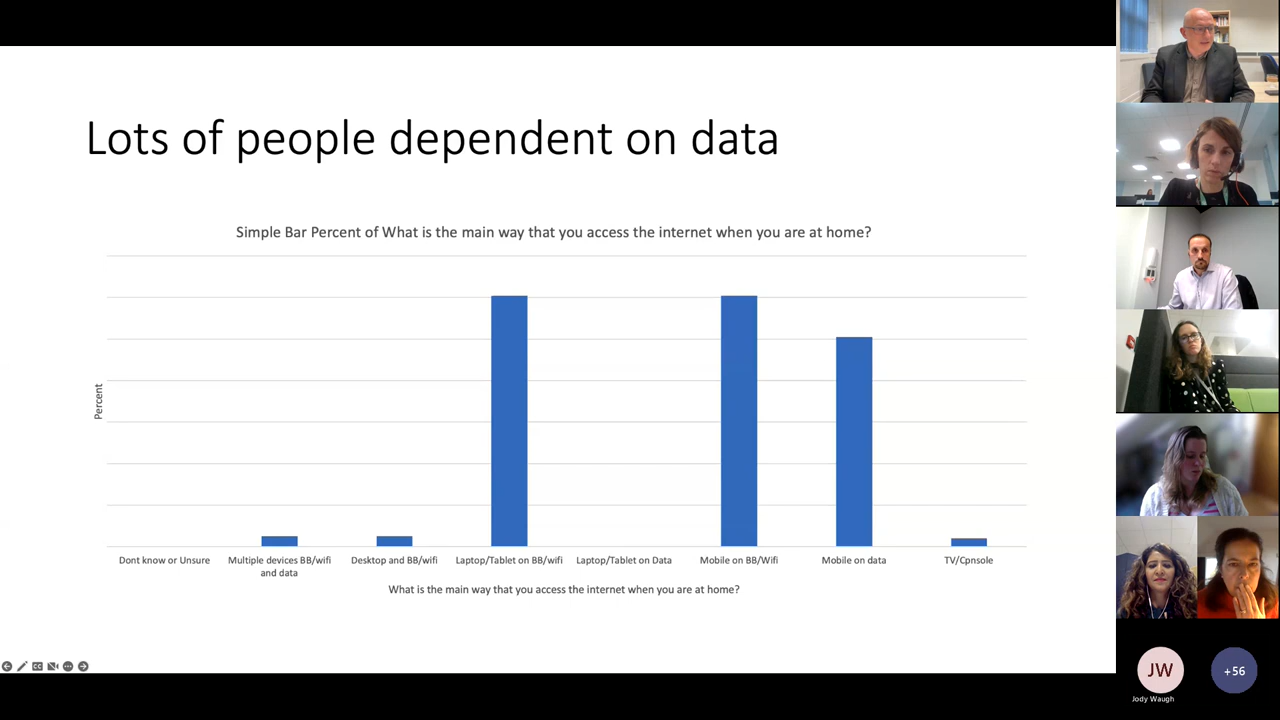 Lots of people dependent on data
Simple Bar Percent of What is the main way that you access the internet when you are at home?
Percent
Dont know or Unsure
Multiple devices BB/wifi
and data
Desktop and BB/wifi
Laptop/Tablet on BB/wifi
Laptop/Tablet on Data
Mobile on BB/Wifi
Mobile on data
TV/Cpnsole
What is the main way that you access the internet when you are at home?
JW
+56
Jody Waugh